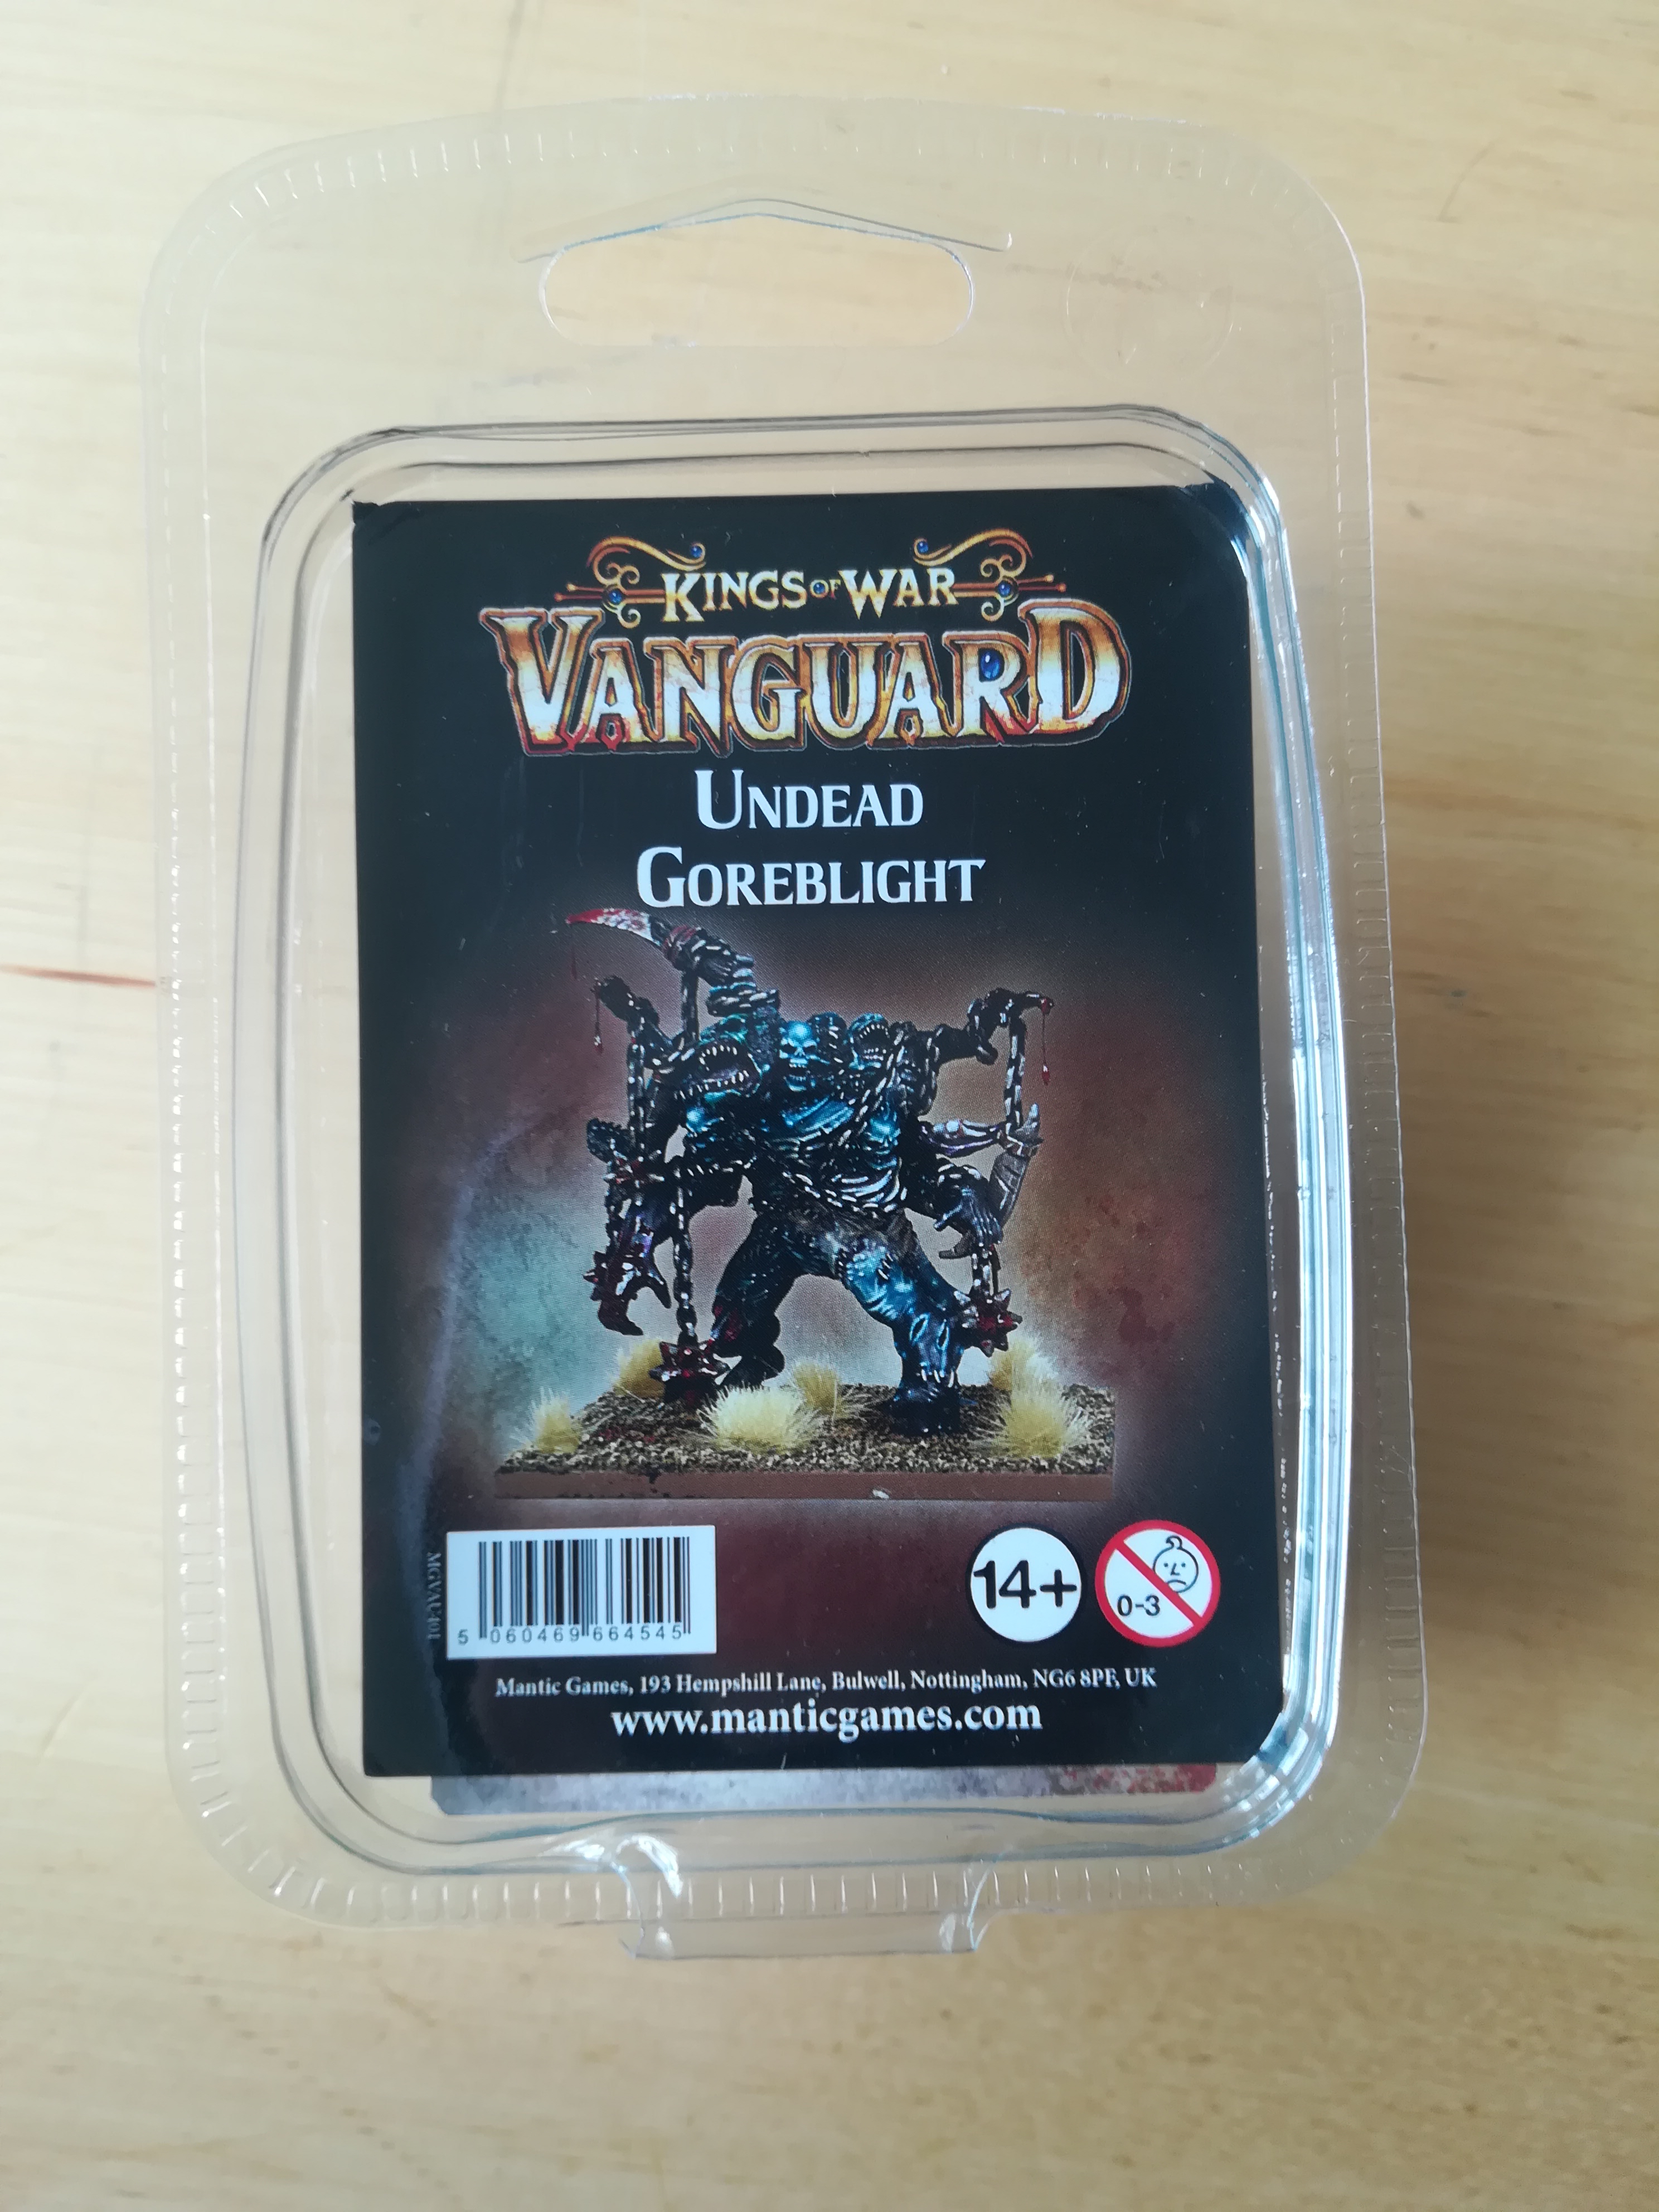 KINGS OF WAR
VANGUARD
UNDEAD
GOREBLIGHT
MGVAU401
5 060469 664545
14+
0-3
Mantic Games, 193 Hempshill Lane, Bulwell, Nottingham, NG6 8PF, UK
www.manticgames.com